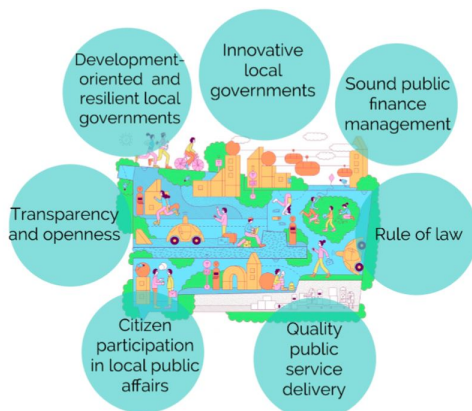 Development-
oriented and
resilient local
governments
Innovative
local
governments
Sound public
finance
management
Transparency
and openness
Rule of law
Citizen
participation
in local public
affairs
Quality
public
service
delivery